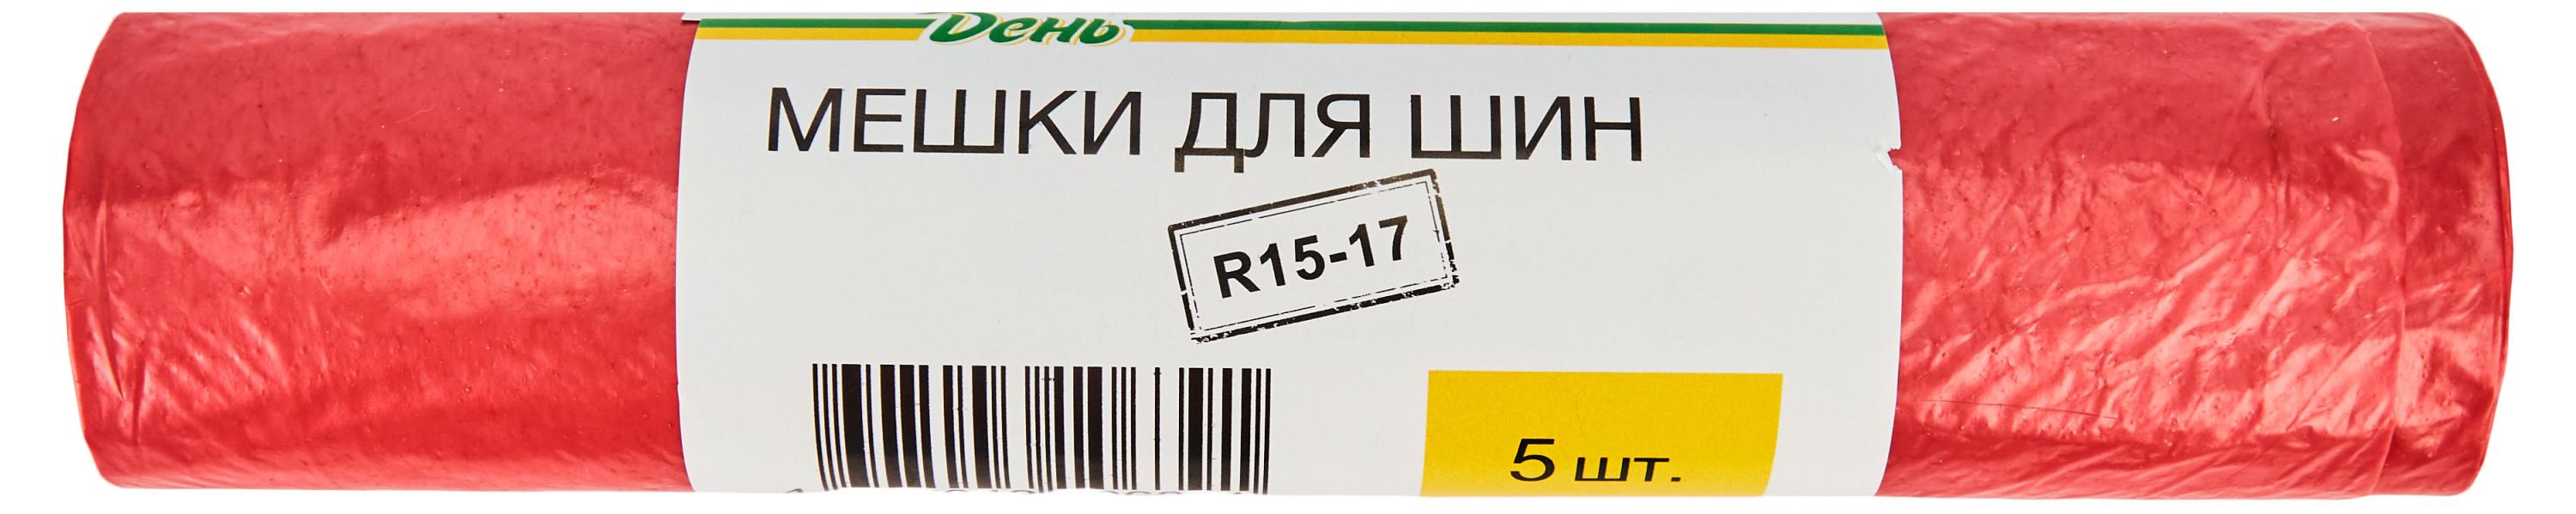 День
МЕШКИ ДЛЯ ШИН
R15-17
5 шт.